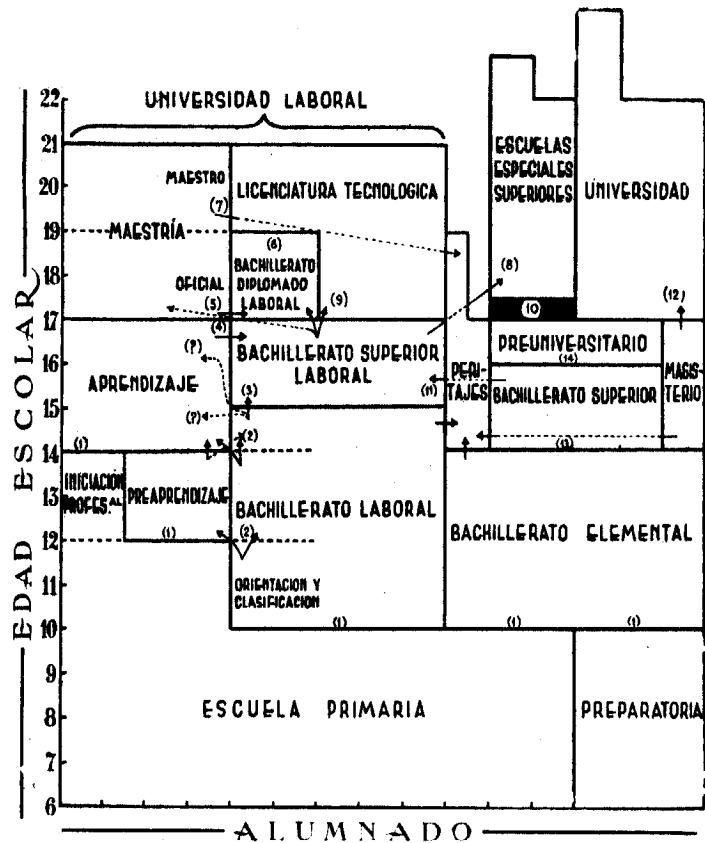 UNIVERSIDAD LABORAL
22
21
20
19
18
17
16
15
14
13
12
11
10
9
8
7
6
EDAD ESCOLAR
MAESTRO
(7)
MAESTRÍA
OFICIAL
(5)
(4)
LICENCIATURA TECNOLOGICA
(6)
BACHILLERATO
DIPLOMADO
LABORAL
(9)
BACHILLERATO SUPERIOR
LABORAL
(?)
APRENDIZAJE
(3)
(?)
(2)
(1)
INICIACIÓN
PROFES.AL
PREAPRENDIZAJE
(1)
BACHILLERATO LABORAL
(2)
ORIENTACION Y
CLASIFICACION
(1)
ESCUELAS
ESPECIALES
SUPERIORES
UNIVERSIDAD
(8)
10
(12)
PREUNIVERSITARIO
(14)
PERI-
TAJES
(11)
BACHILLERATO SUPERIOR
MAGIS-
TERIO
(13)
BACHILLERATO ELEMENTAL
(1)
(1)
ESCUELA PRIMARIA
PREPARATORIA
ALUMNADO